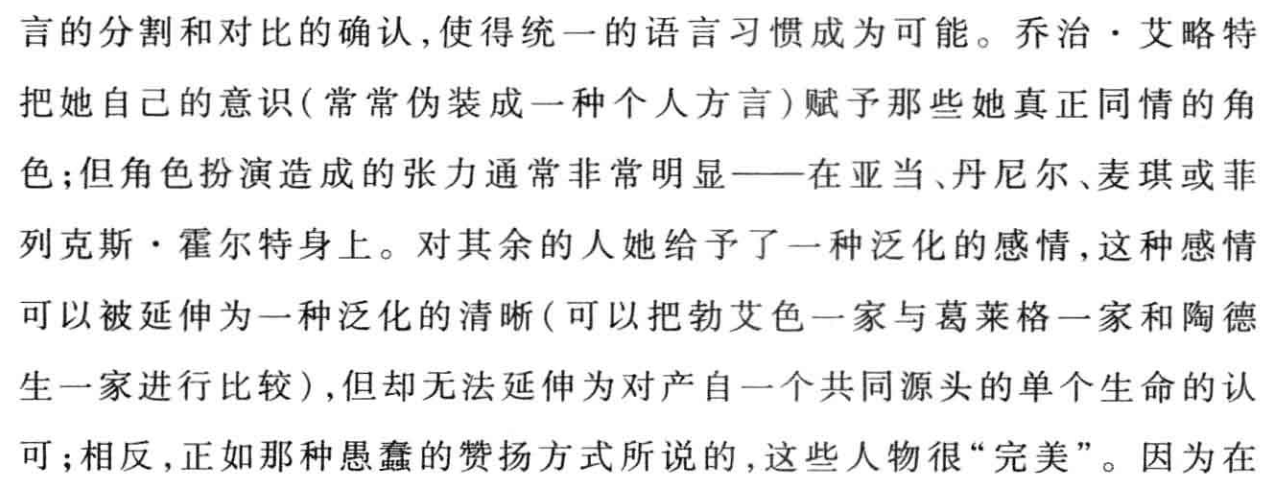 言的分割和对比的确认,使得统一的语言习惯成为可能。乔治·艾略特
把她自己的意识(常常伪装成一种个人方言)赋予那些她真正同情的角
色;但角色扮演造成的张力通常非常明显——在亚当、丹尼尔、麦琪或菲
列克斯·霍尔特身上。对其余的人她给予了一种泛化的感情,这种感情
可以被延伸为一种泛化的清晰(可以把勃艾色一家与葛莱格一家和陶德
生一家进行比较),但却无法延伸为对产自一个共同源头的单个生命的认
可;相反,正如那种愚蠢的赞扬方式所说的,这些人物很“完美”。因为在